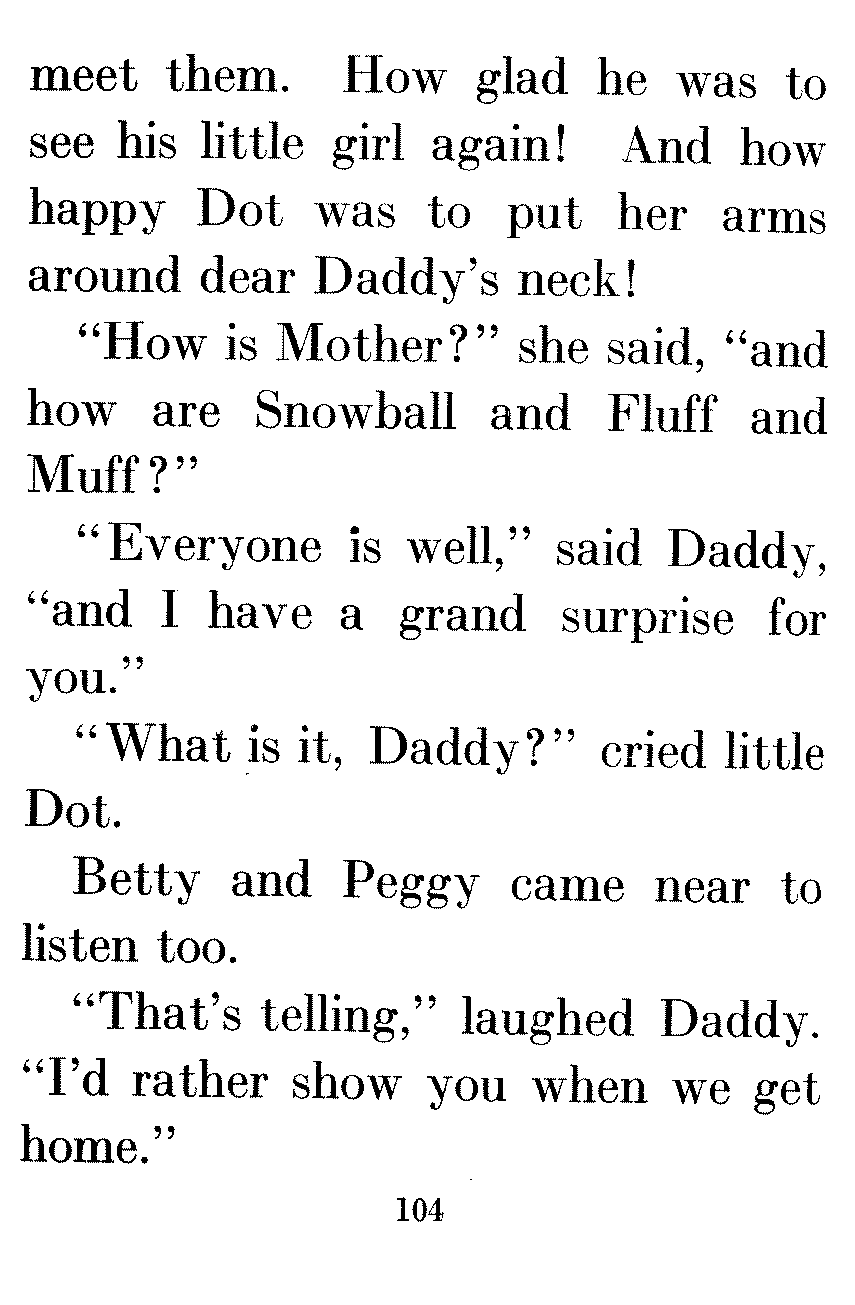 meet them. How glad he was to
see his little girl again! And how
happy Dot was to put her arms
around dear Daddy's neck!
"How is Mother?" she said, "and
how are Snowball and Fluff and
Muff?"
"Everyone is well," said Daddy,
"and I have a grand surprise for
you."
"What is it, Daddy?" cried little
Dot.
Betty and Peggy came near to
listen too.
"That's telling," laughed Daddy.
"I'd rather show you when we get
home."
104